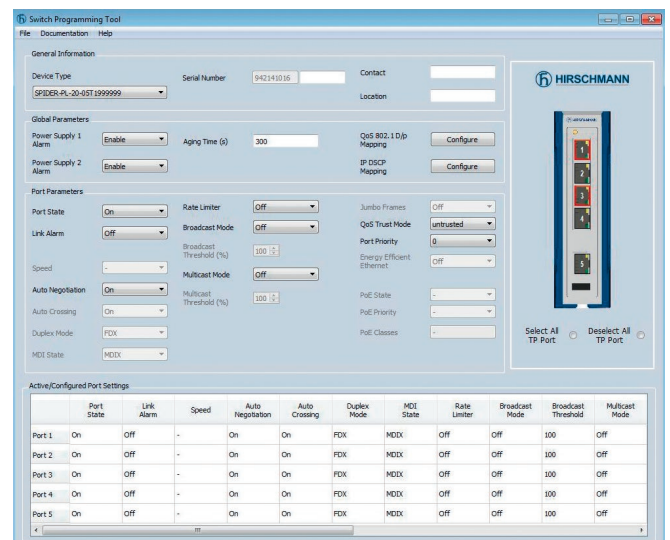 Switch Programming Tool
File Documentation Help
General Information
Device Type
SPIDER-PL-20-05T1999999
Serial Number
942141016
Contact
Location
Global Parameters
Power Supply 1 Alarm
Enable
Aging Time (s)
300
QoS 802.1D/p Mapping
Configure
Power Supply 2 Alarm
Enable
IP DSCP Mapping
Configure
Port Parameters
Port State
On
Link Alarm
Off
Speed
-
Auto Negotiation
On
Auto Crossing
On
Duplex Mode
FDX
MDI State
MDIX
Rate Limiter
Off
Broadcast Mode
Off
Broadcast Threshold (%)
100
Multicast Mode
Off
Multicast Threshold (%)
100
Jumbo Frames
Off
QoS Trust Mode
untrusted
Port Priority
0
Energy Efficient Ethernet
Off
PoE State
-
PoE Priority
-
PoE Classes
-
HIRSCHMANN
HIRSCHMANN
1
2
3
4
5
Select All TP Port
Deselect All TP Port
Active/Configured Port Settings
Port State Link Alarm Speed Auto Negotiation Auto Crossing Duplex Mode MDI State Rate Limiter Broadcast Mode Broadcast Threshold Multicast Mode
Port 1 On Off - On On FDX MDIX Off Off 100 Off
Port 2 On Off - On On FDX MDIX Off Off 100 Off
Port 3 On Off - On On FDX MDIX Off Off 100 Off
Port 4 On Off - On On FDX MDIX Off Off 100 Off
Port 5 On Off - On On FDX MDIX Off Off 100 Off